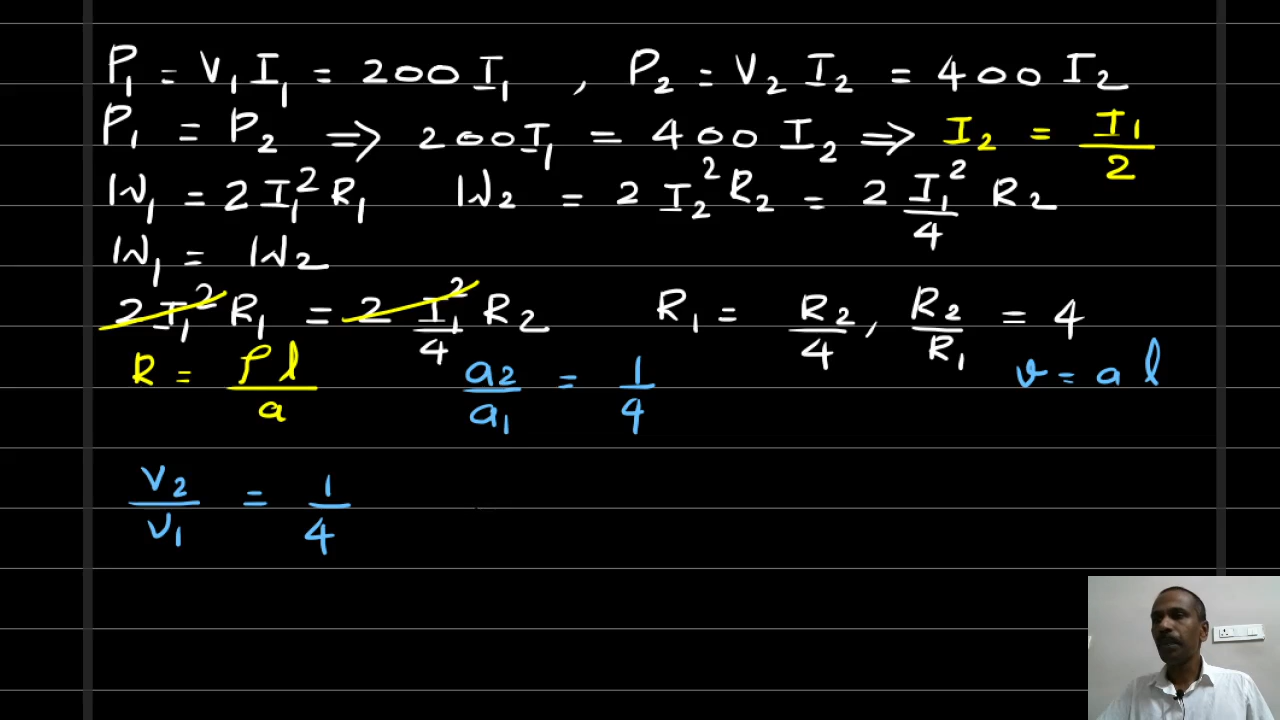 P₁ = V₁ I₁ = 200 I₁ , P₂ = V₂ I₂ = 400 I₂
P₁ = P₂ ⇒ 200 I₁ = 400 I₂ ⇒ I₂ = I₁/2
W₁ = 2 I₁² R₁ W₂ = 2 I₂² R₂ = 2 I₁²/4 R₂
W₁ = W₂
2 I₁² R₁ = 2 I₁²/4 R₂ R₁ = R₂/4 , R₂/R₁ = 4
R = ρl/a a₂/a₁ = 1/4 v = a l
v₂/v₁ = 1/4